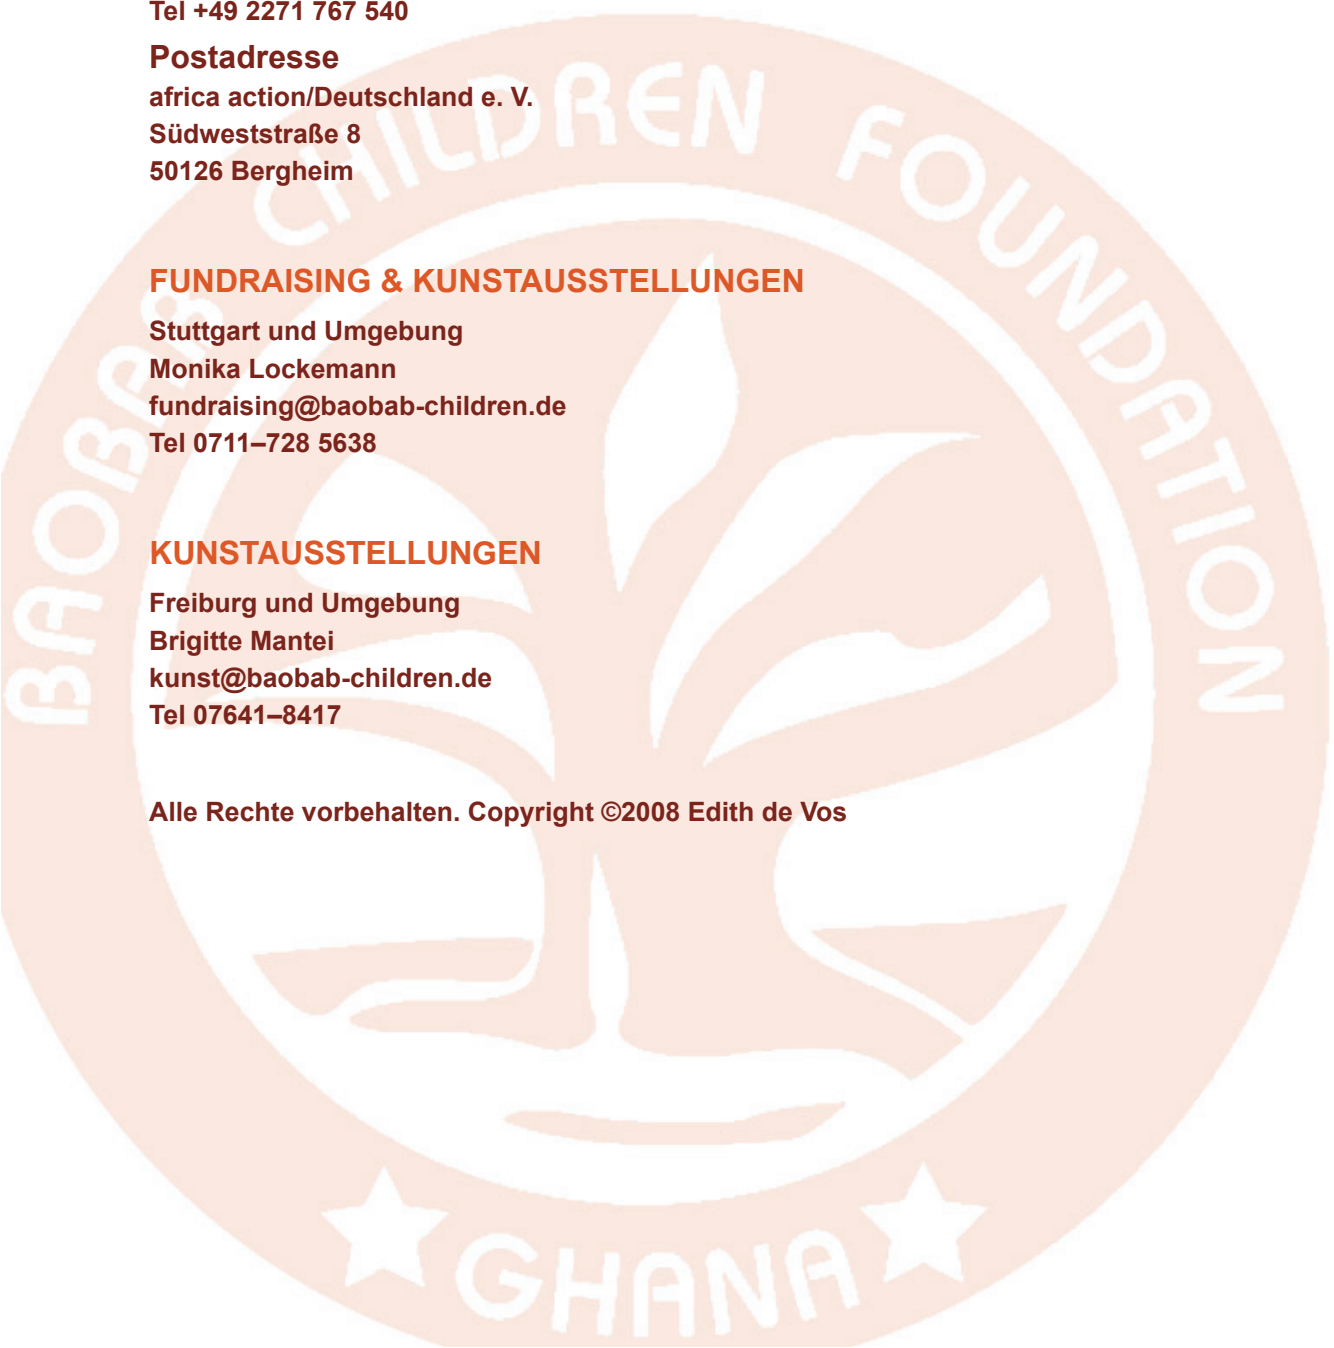 Tel +49 2271 767 540
Postadresse
africa action/Deutschland e. V.
Südweststraße 8
50126 Bergheim
FUNDRAISING & KUNSTAUSSTELLUNGEN
Stuttgart und Umgebung
Monika Lockemann
fundraising@baobab-children.de
Tel 0711–728 5638
KUNSTAUSSTELLUNGEN
Freiburg und Umgebung
Brigitte Mantei
kunst@baobab-children.de
Tel 07641–8417
Alle Rechte vorbehalten. Copyright ©2008 Edith de Vos
BAOBAB CHILDREN FOUNDATION
GHANA